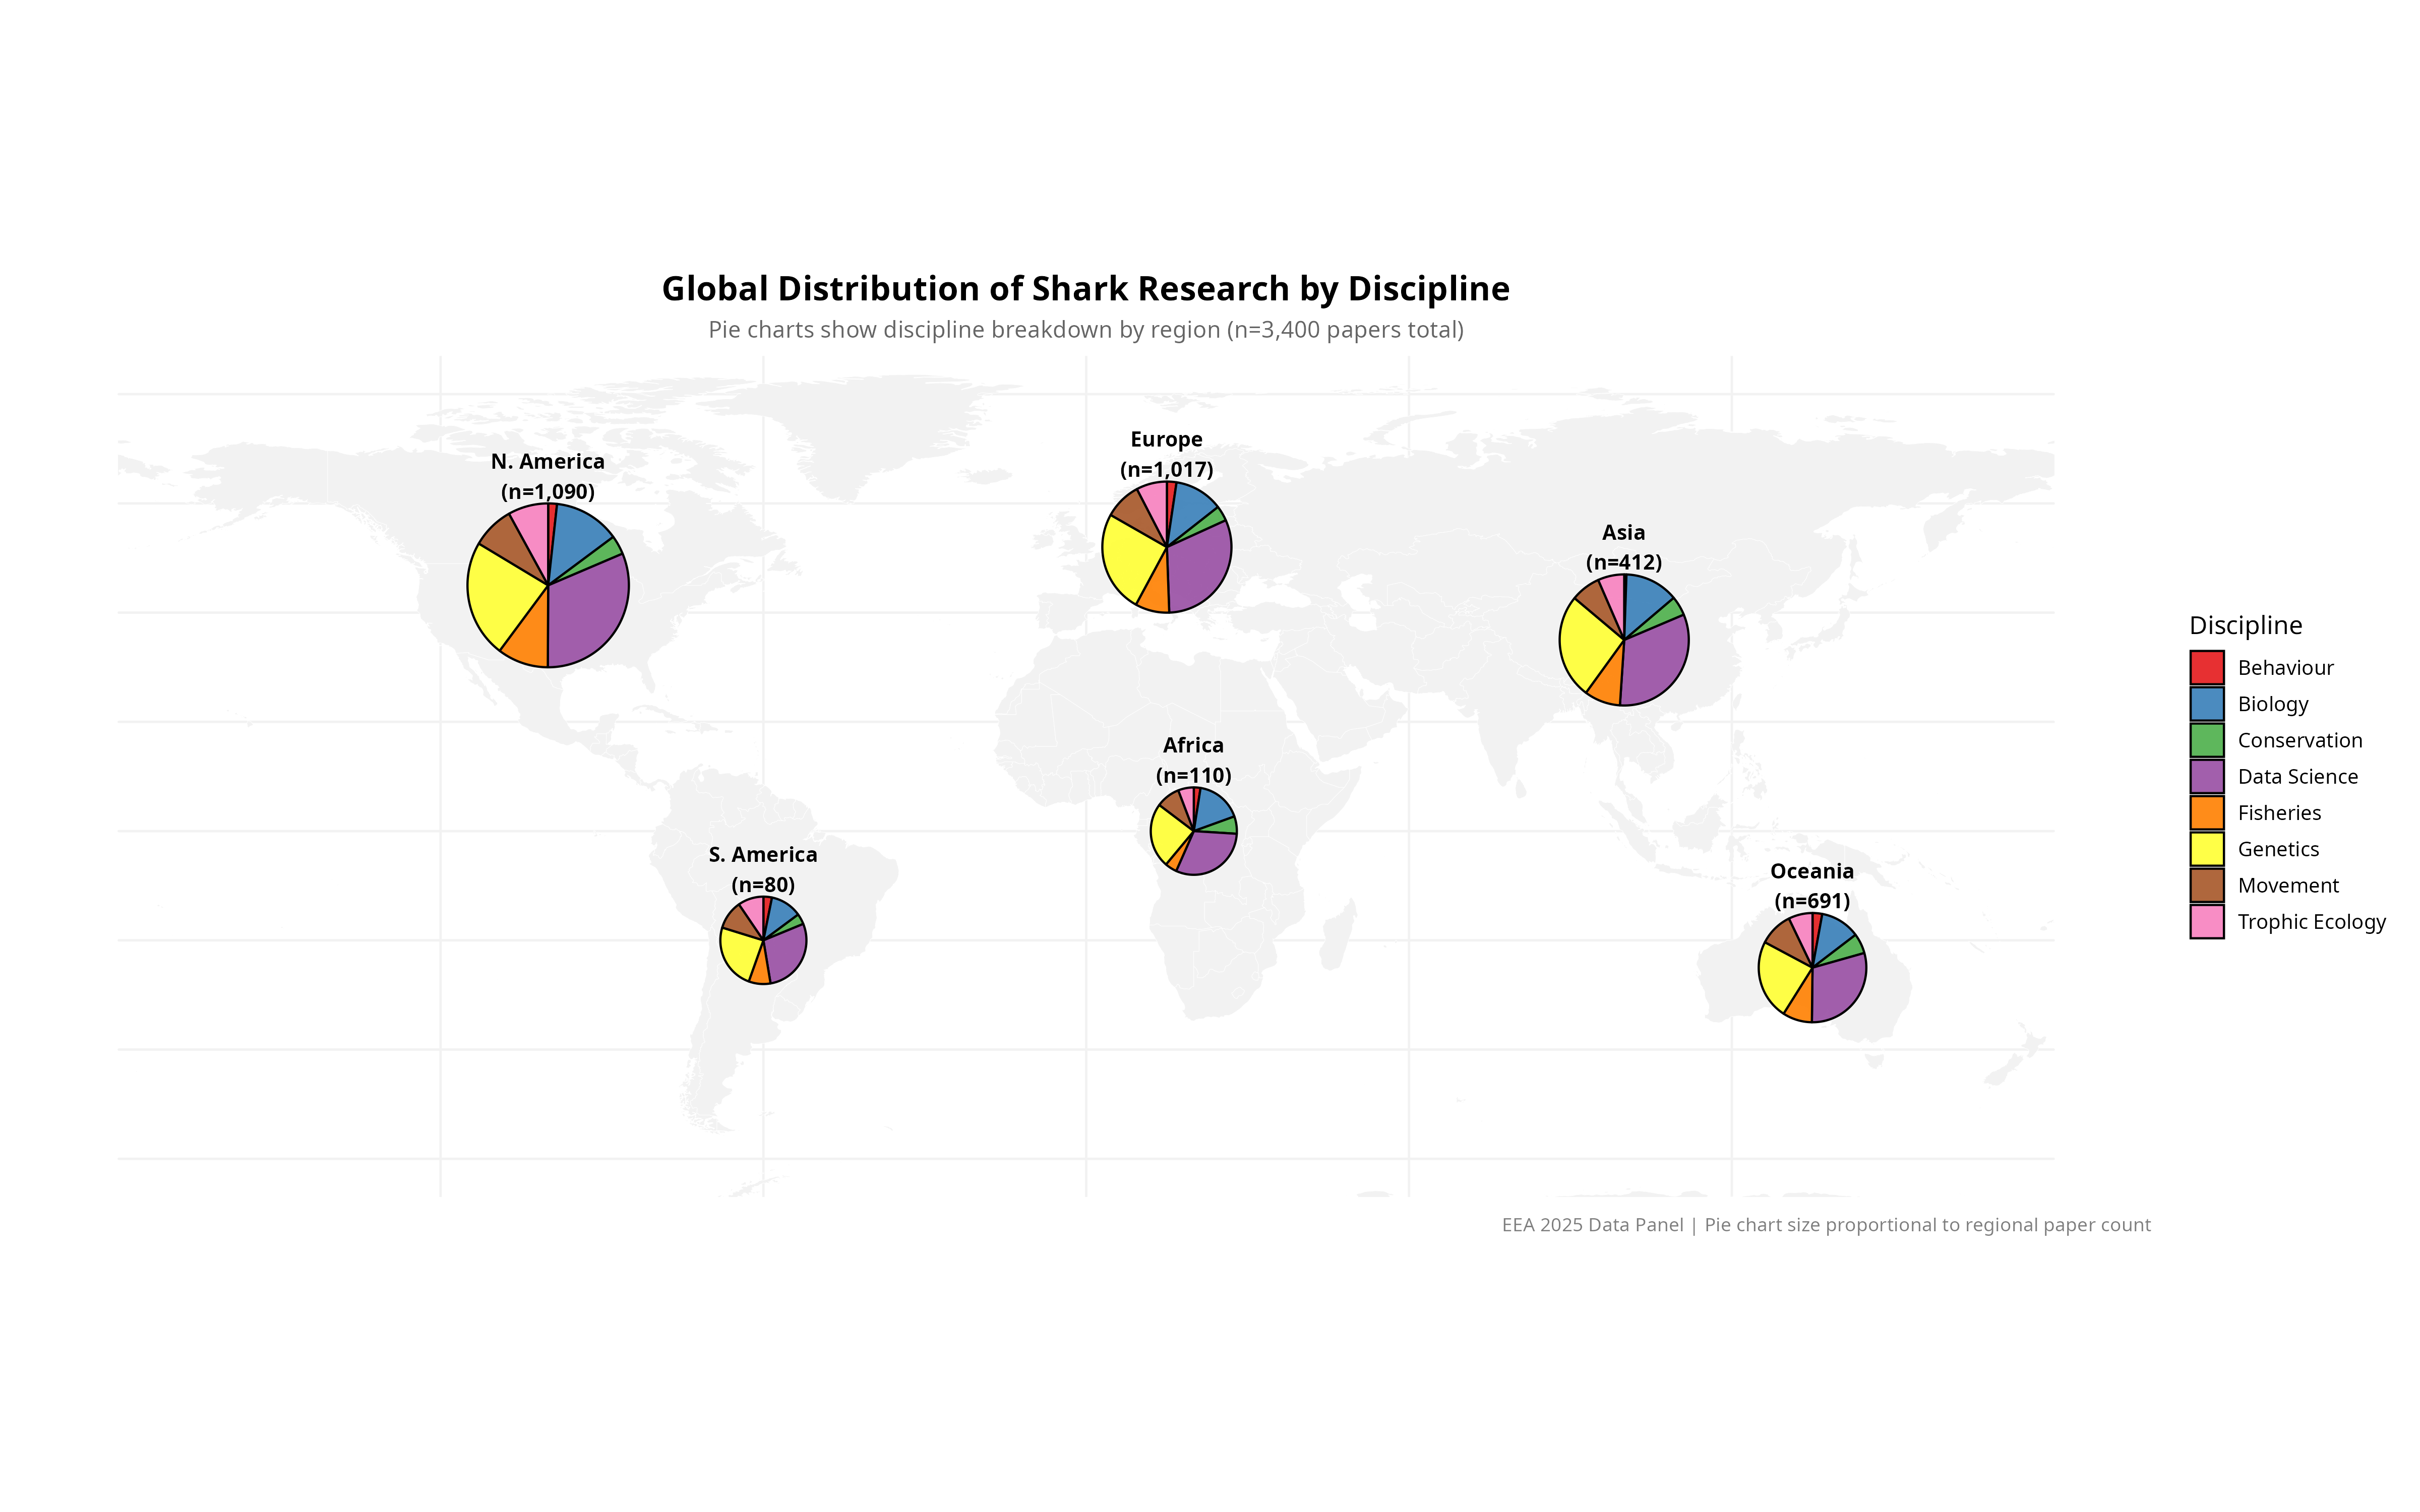 Global Distribution of Shark Research by Discipline
Pie charts show discipline breakdown by region (n=3,400 papers total)
N. America
(n=1,090)
Europe
(n=1,017)
Asia
(n=412)
Africa
(n=110)
S. America
(n=80)
Oceania
(n=691)
Discipline
Behaviour
Biology
Conservation
Data Science
Fisheries
Genetics
Movement
Trophic Ecology
EEA 2025 Data Panel | Pie chart size proportional to regional paper count